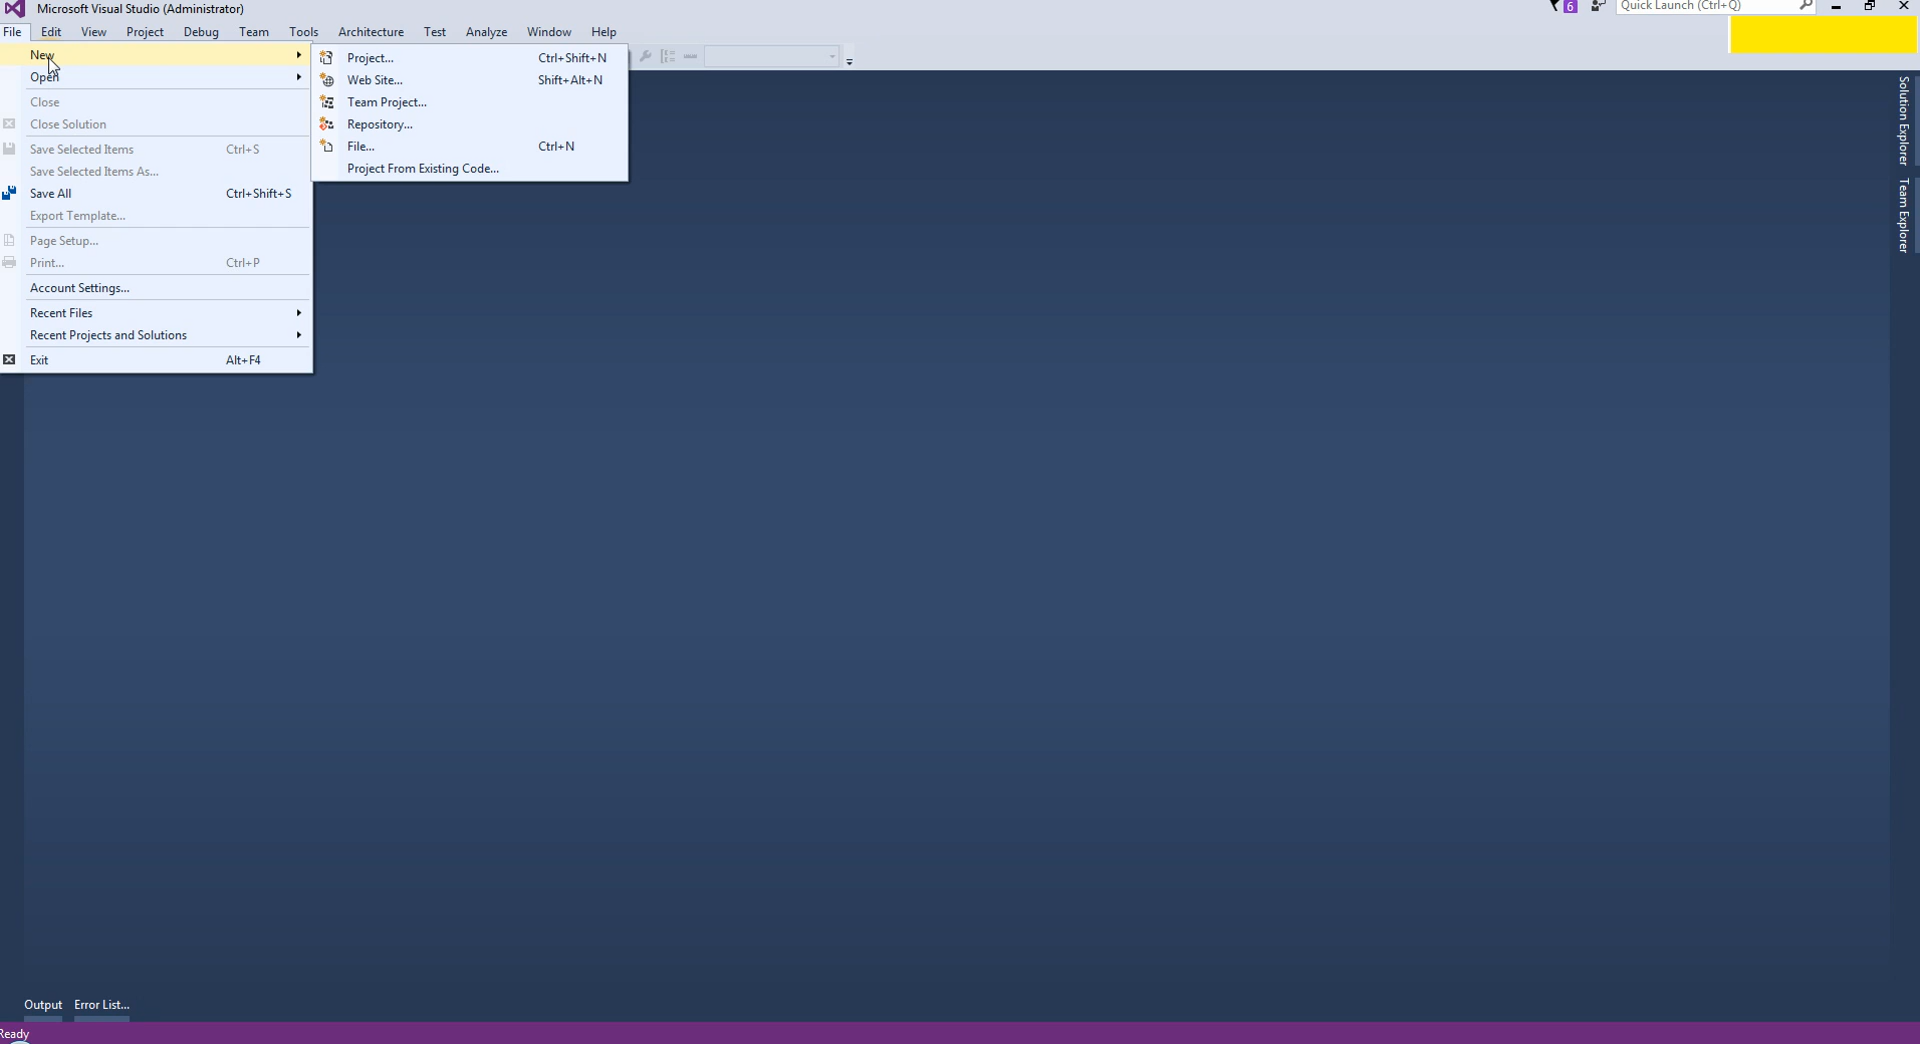 Microsoft Visual Studio (Administrator)
6
Quick Launch (Ctrl+Q)
File Edit View Project Debug Team Tools Architecture Test Analyze Window Help
New
Open
Close
Close Solution
Save Selected Items Ctrl+S
Save Selected Items As...
Save All Ctrl+Shift+S
Export Template...
Page Setup...
Print... Ctrl+P
Account Settings...
Recent Files
Recent Projects and Solutions
Exit Alt+F4
Project... Ctrl+Shift+N
Web Site... Shift+Alt+N
Team Project...
Repository...
File... Ctrl+N
Project From Existing Code...
Solution Explorer
Team Explorer
Output Error List...
Ready